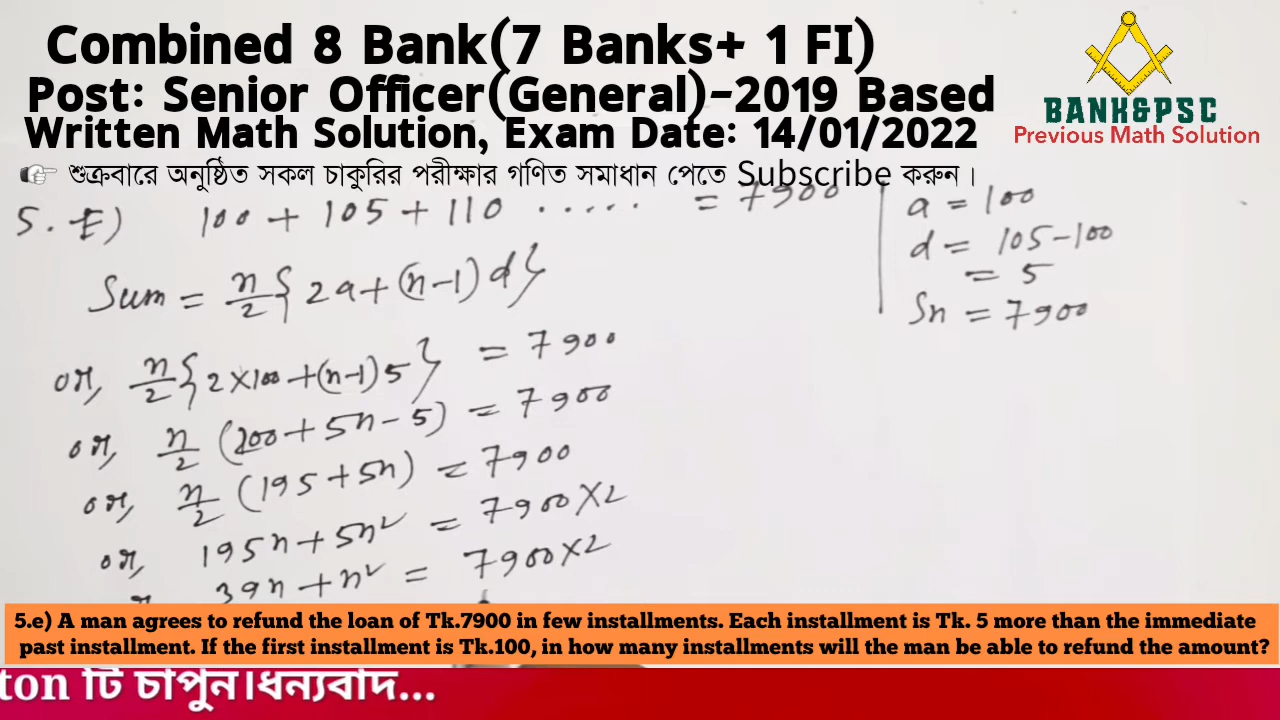 Combined 8 Bank(7 Banks+ 1 FI)
Post: Senior Officer(General)-2019 Based
Written Math Solution, Exam Date: 14/01/2022
BANK&PSC
Previous Math Solution
শুক্রবারে অনুষ্ঠিত সকল চাকুরির পরীক্ষার গণিত সমাধান পেতে Subscribe করুন।
5. E) 100 + 105 + 110 ..... = 7900
a = 100
d = 105-100
= 5
Sn = 7900
Sum = n/2 { 2a + (n-1) d }
or, n/2 { 2×100 + (n-1) 5 } = 7900
or, n/2 (200 + 5n - 5) = 7900
or, n/2 (195 + 5n) = 7900
or, 195n + 5n² = 7900×2
39n + n² = 7900×2
5.e) A man agrees to refund the loan of Tk.7900 in few installments. Each installment is Tk. 5 more than the immediate
past installment. If the first installment is Tk.100, in how many installments will the man be able to refund the amount?
ton টি চাপুন।ধন্যবাদ...